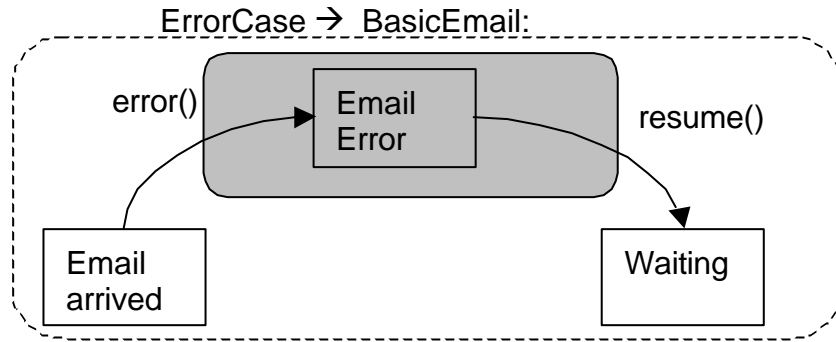 ErrorCase → BasicEmail:
error()
Email
Error
resume()
Email
arrived
Waiting